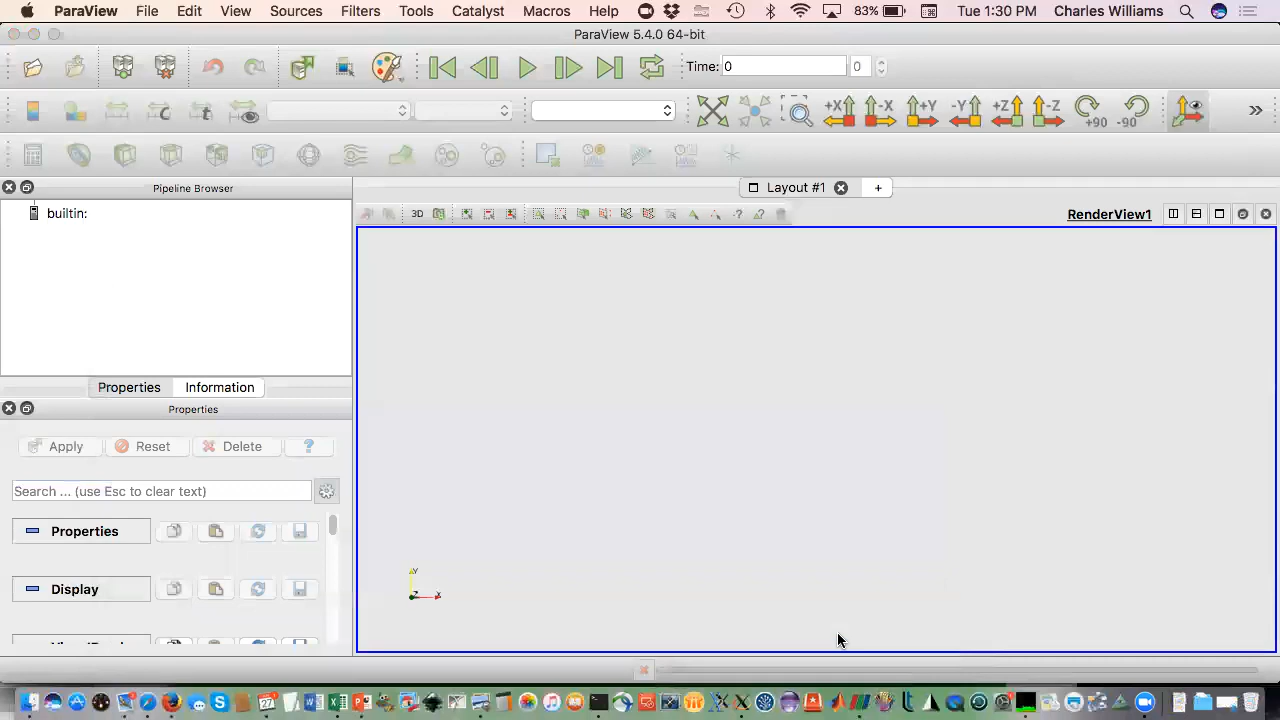 ParaView File Edit View Sources Filters Tools Catalyst Macros Help 83% Tue 1:30 PM Charles Williams
ParaView 5.4.0 64-bit
Time: 0 0
+X -X +Y -Y +Z -Z +90 -90 »
Pipeline Browser
Layout #1 +
builtin:
3D
RenderView1
Properties Information
Properties
Apply Reset Delete ?
Search ... (use Esc to clear text)
Properties
Display
Y
Z X
27